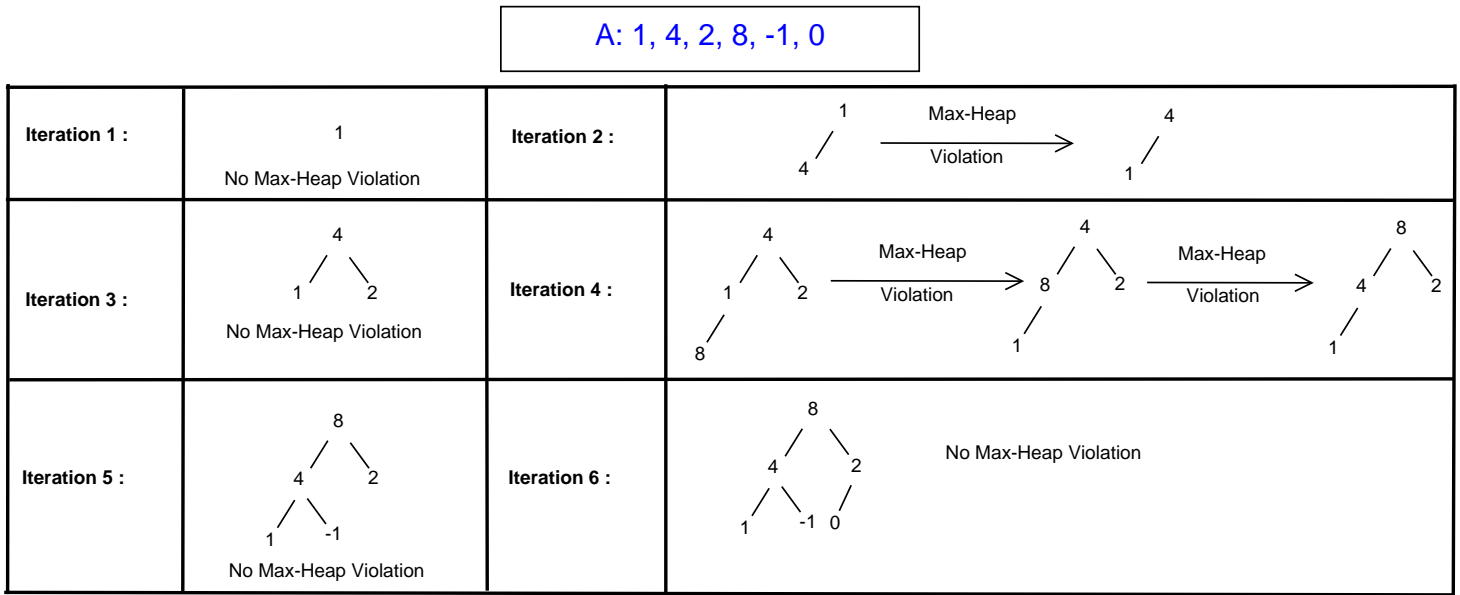 A: 1, 4, 2, 8, -1, 0
Iteration 1 :
1
No Max-Heap Violation
Iteration 2 :
1
4
Max-Heap
Violation
4
1
Iteration 3 :
4
1 2
No Max-Heap Violation
Iteration 4 :
4
1 2
8
Max-Heap
Violation
4
8 2
1
Max-Heap
Violation
8
4 2
1
Iteration 5 :
8
4 2
1 -1
No Max-Heap Violation
Iteration 6 :
8
4 2
1 -1 0
No Max-Heap Violation